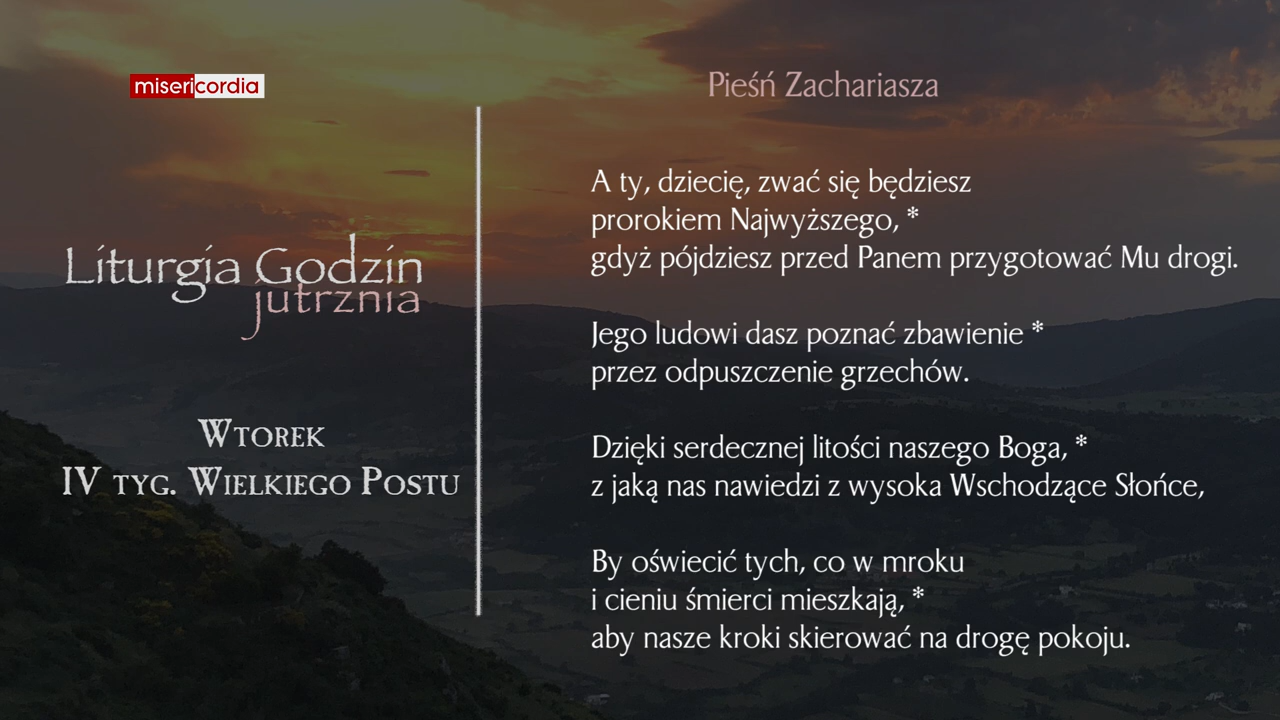 misericordia
Liturgia Godzin
jutrznia
Wtorek
IV tyg. Wielkiego Postu
Pieśń Zachariasza
A ty, dziecię, zwać się będziesz
prorokiem Najwyższego, *
gdyż pójdziesz przed Panem przygotować Mu drogi.
Jego ludowi dasz poznać zbawienie *
przez odpuszczenie grzechów.
Dzięki serdecznej litości naszego Boga, *
z jaką nas nawiedzi z wysoka Wschodzące Słońce,
By oświecić tych, co w mroku
i cieniu śmierci mieszkają, *
aby nasze kroki skierować na drogę pokoju.